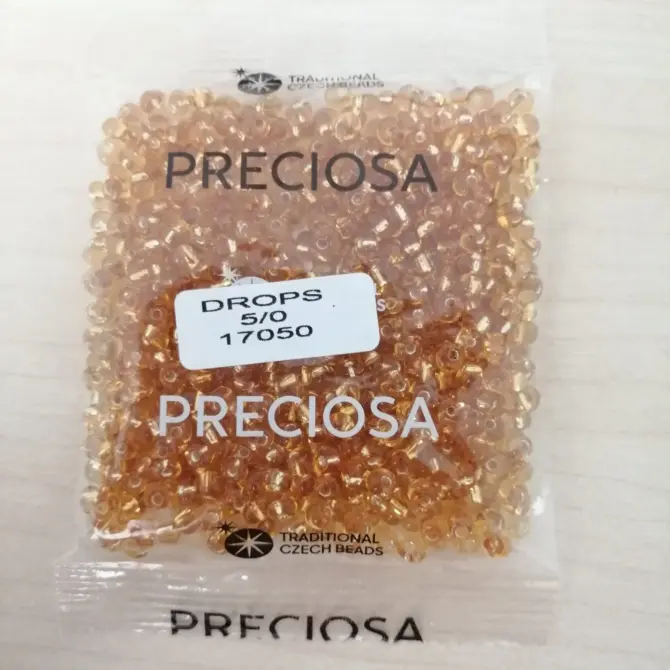 TRADITIONAL
CZECH BEADS
PRECIOSA
DROPS
5/0
17050
PRECIOSA
TRADITIONAL
CZECH BEADS
PRECIOSA